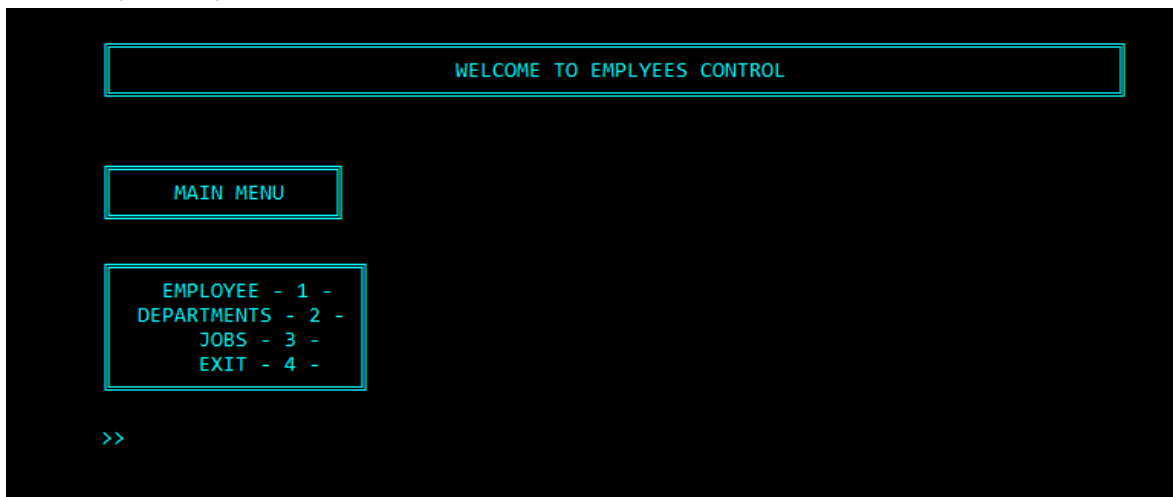 WELCOME TO EMPLYEES CONTROL
MAIN MENU
EMPLOYEE - 1 -
DEPARTMENTS - 2 -
JOBS - 3 -
EXIT - 4 -
>>